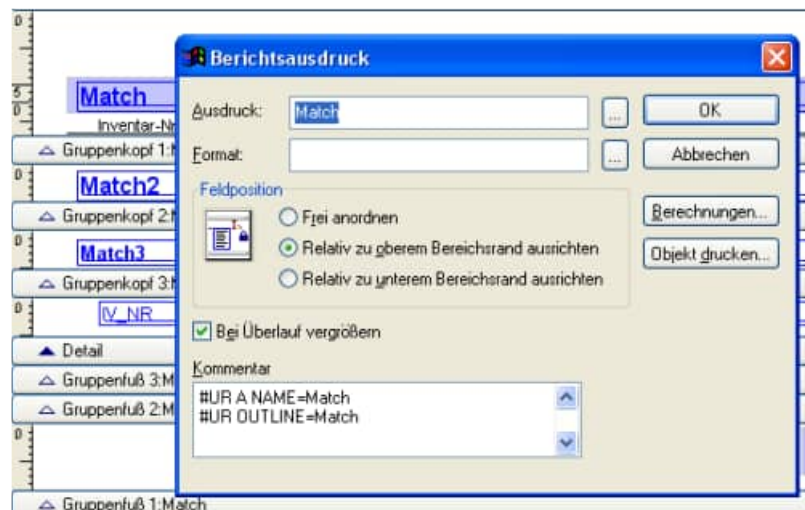 Berichtsausdruck
Match
Inventar-Nr
Gruppenkopf 1:M
Match2
Gruppenkopf 2:M
Match3
Gruppenkopf 3:M
IV_NR
Detail
Gruppenfuß 3:M
Gruppenfuß 2:M
Gruppenfuß 1:Match
Ausdruck:
Match
...
OK
Format:
...
Abbrechen
Feldposition
Frei anordnen
Relativ zu oberem Bereichsrand ausrichten
Relativ zu unterem Bereichsrand ausrichten
Berechnungen...
Objekt drucken...
Bei Überlauf vergrößern
Kommentar
#UR A NAME=Match
#UR OUTLINE=Match